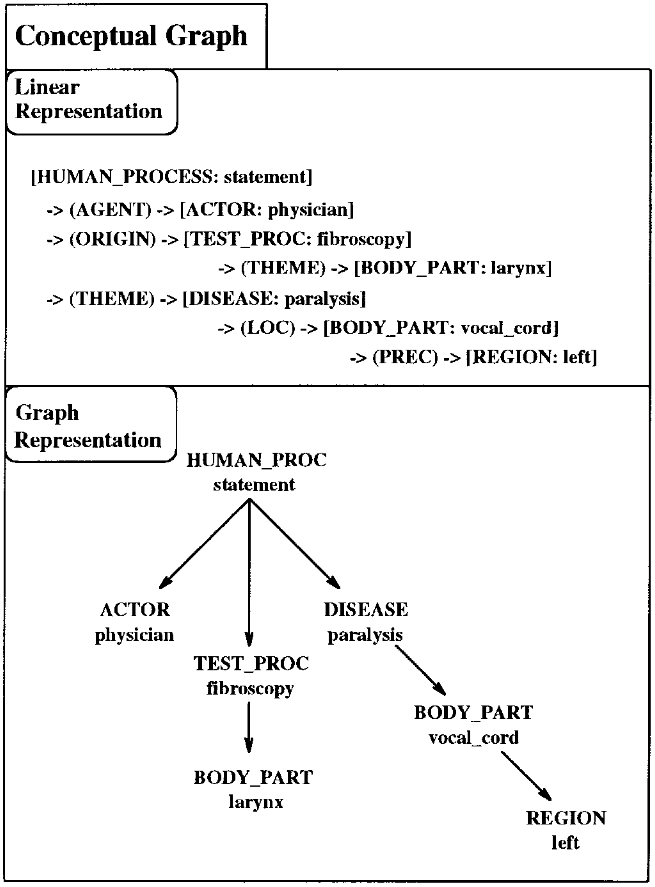 Conceptual Graph
Linear
Representation
[HUMAN_PROCESS: statement]
-> (AGENT) -> [ACTOR: physician]
-> (ORIGIN) -> [TEST_PROC: fibroscopy]
-> (THEME) -> [BODY_PART: larynx]
-> (THEME) -> [DISEASE: paralysis]
-> (LOC) -> [BODY_PART: vocal_cord]
-> (PREC) -> [REGION: left]
Graph
Representation
HUMAN_PROC
statement
ACTOR
physician
DISEASE
paralysis
TEST_PROC
fibroscopy
BODY_PART
vocal_cord
BODY_PART
larynx
REGION
left